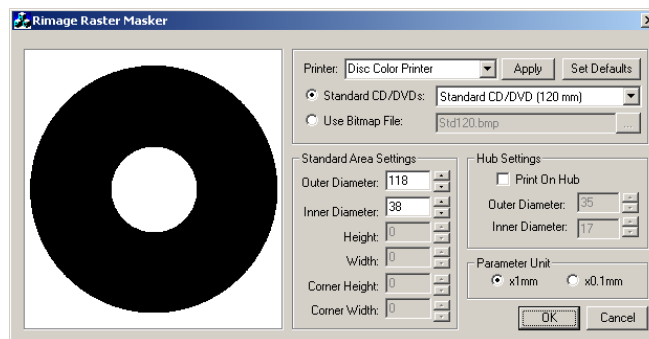 Rimage Raster Masker
Printer: Disc Color Printer Apply Set Defaults
Standard CD/DVDs: Standard CD/DVD (120 mm)
Use Bitmap File: Std120.bmp ...
Standard Area Settings
Outer Diameter: 118
Inner Diameter: 38
Height: 0
Width: 0
Corner Height: 0
Corner Width: 0
Hub Settings
Print On Hub
Outer Diameter: 35
Inner Diameter: 17
Parameter Unit
x1mm x0.1mm
OK Cancel